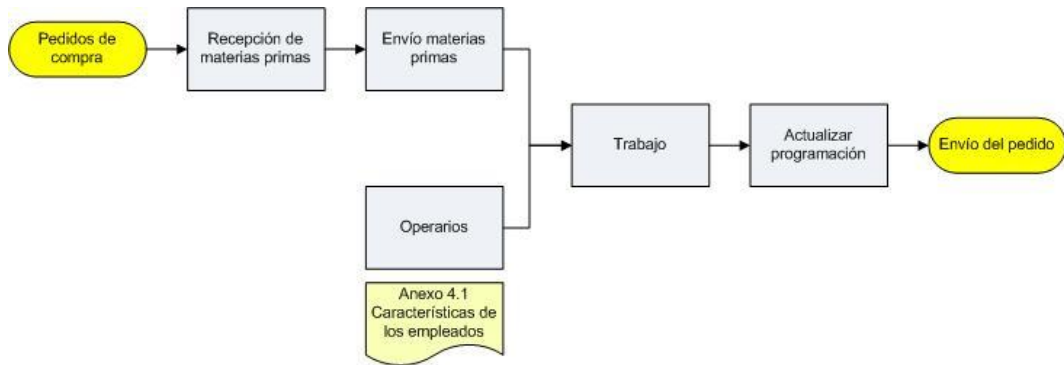 Pedidos de
compra
Recepción de
materias primas
Envío materias
primas
Trabajo
Actualizar
programación
Envío del pedido
Operarios
Anexo 4.1
Características de
los empleados